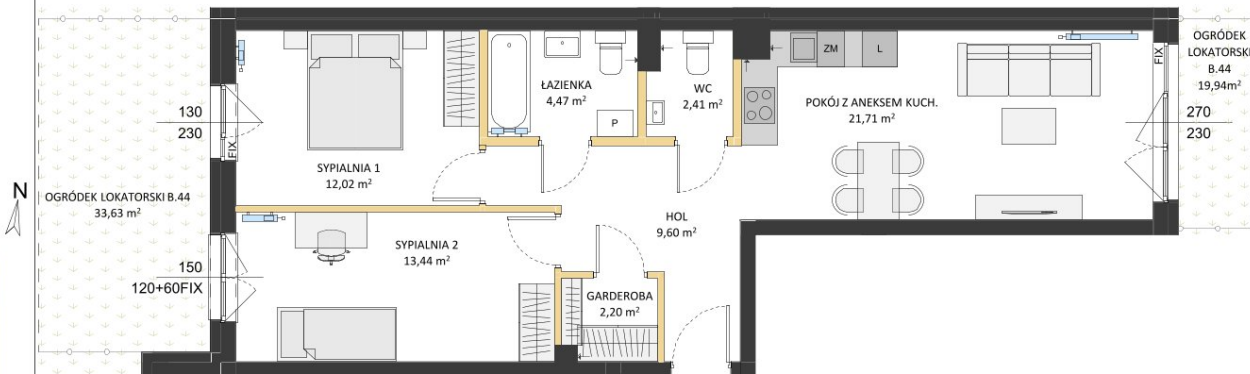 N
OGRÓDEK LOKATORSKI B.44
33,63 m²
130
230
FIX
150
120+60FIX
SYPIALNIA 1
12,02 m²
SYPIALNIA 2
13,44 m²
ŁAZIENKA
4,47 m²
P
WC
2,41 m²
HOL
9,60 m²
GARDEROBA
2,20 m²
ZM
L
POKÓJ Z ANEKSEM KUCH.
21,71 m²
FIX
OGRÓDEK
LOKATORSKI
B.44
19,94m²
270
230